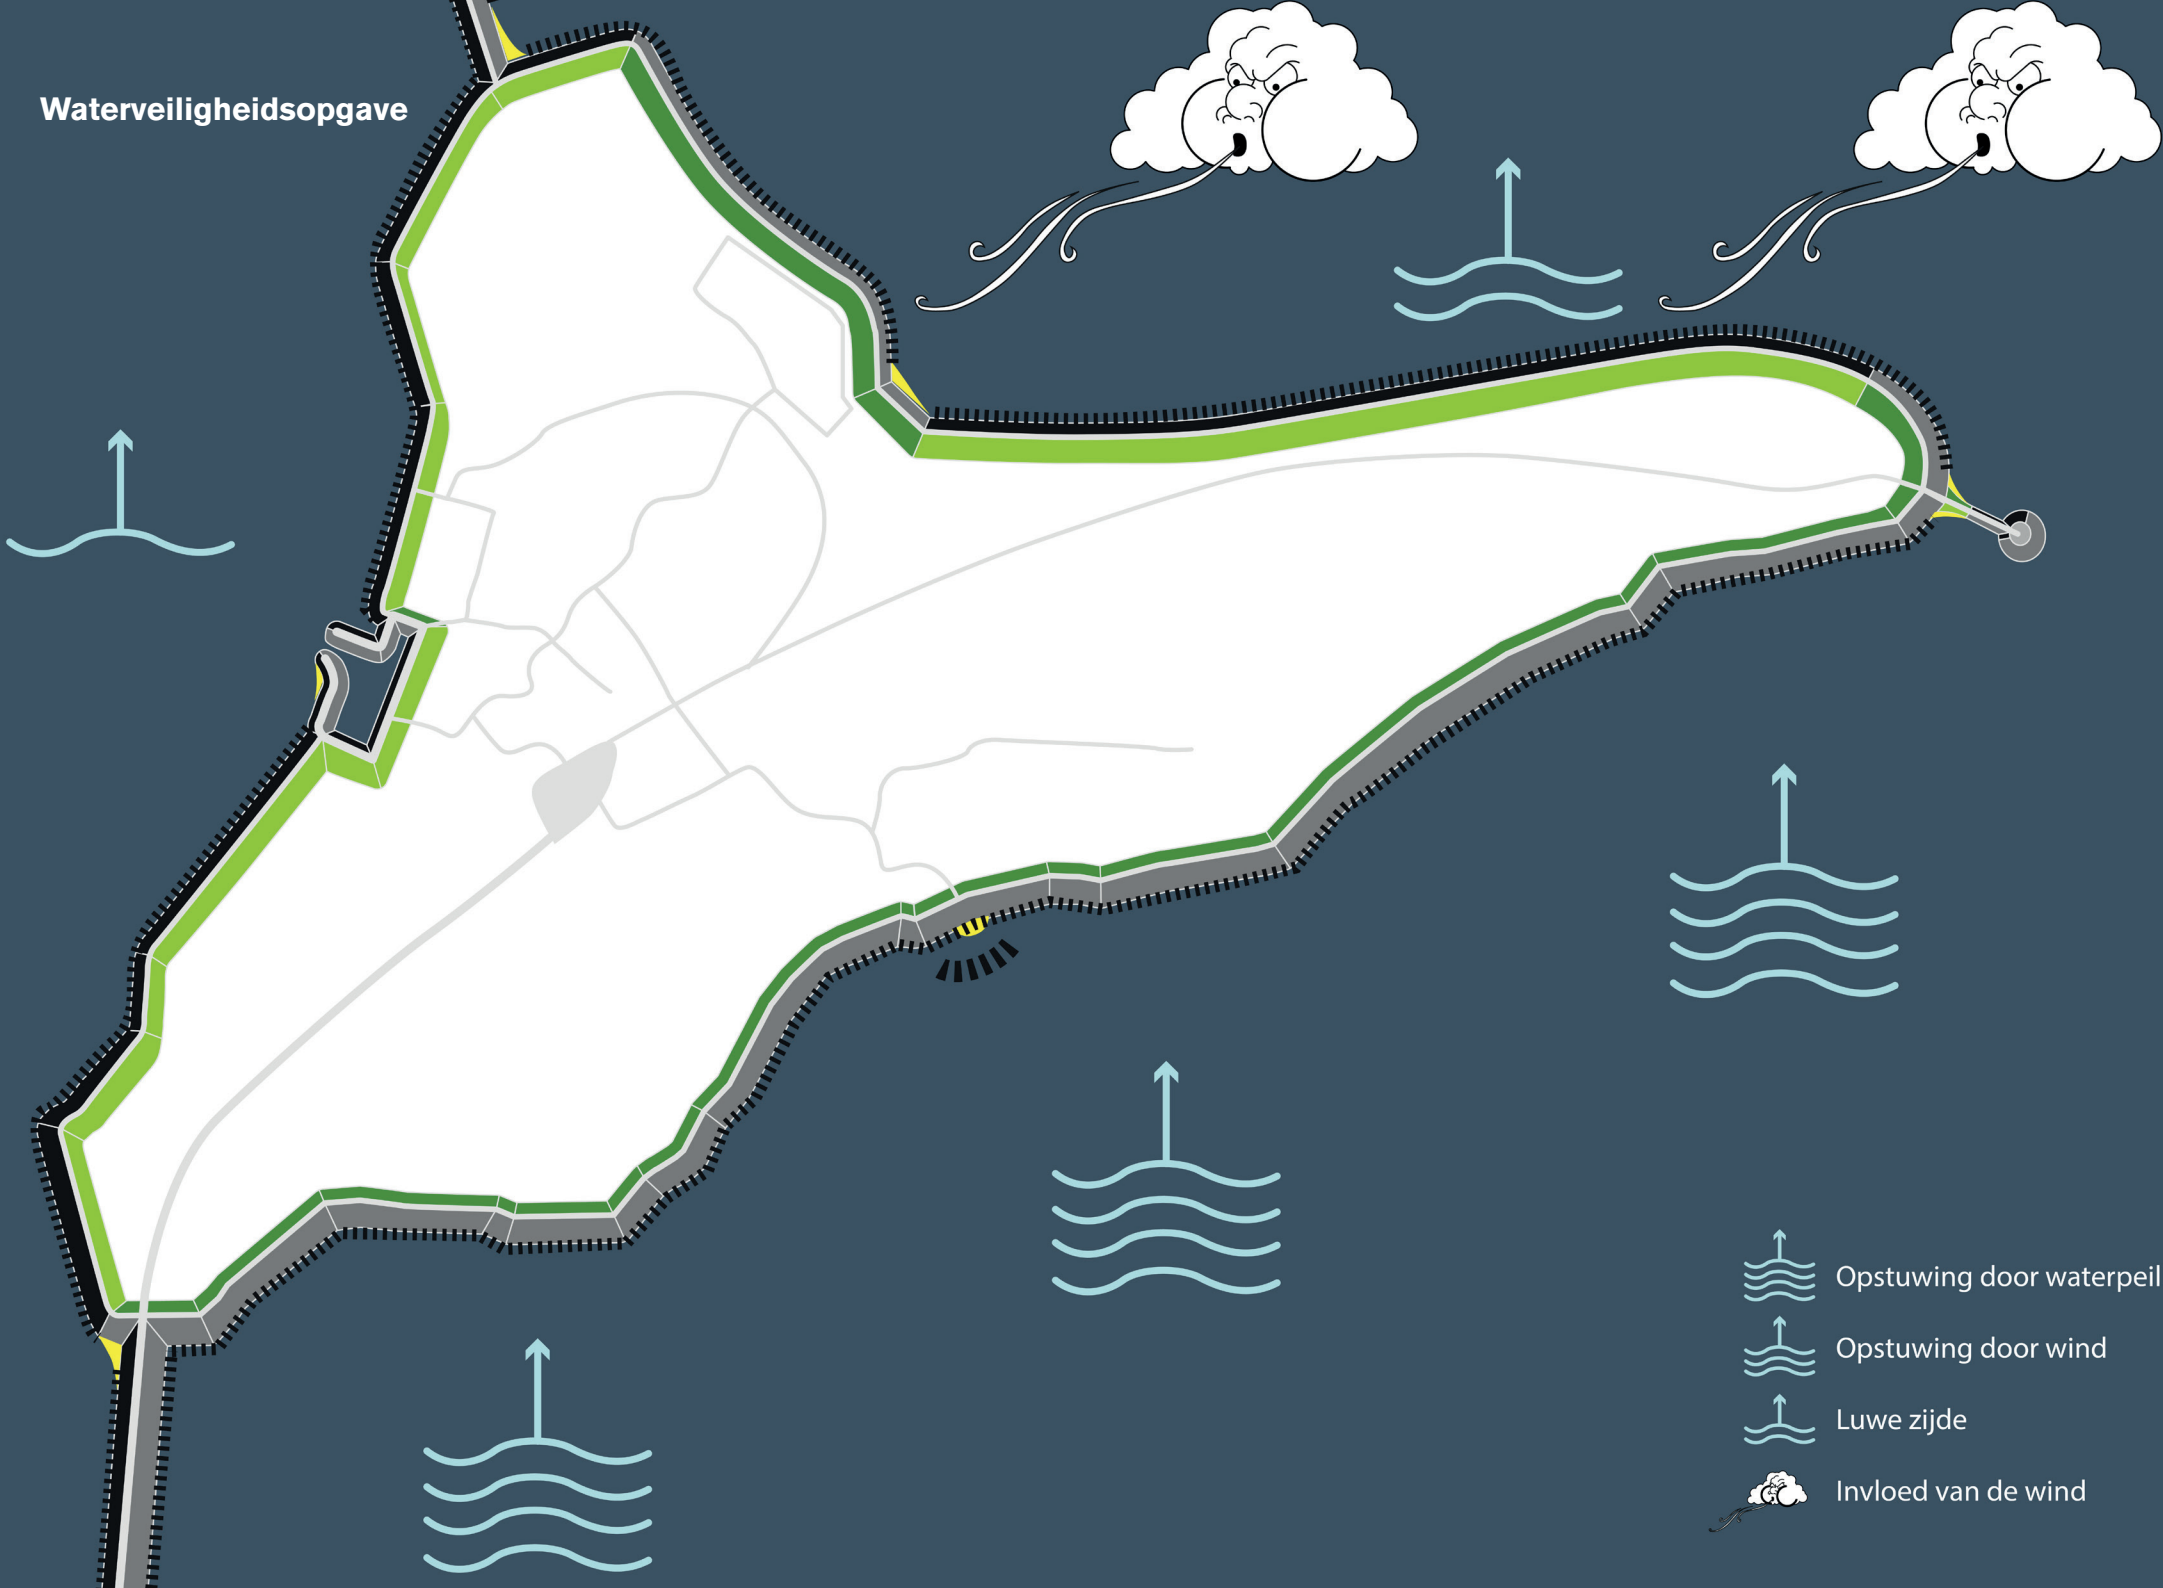 Waterveiligheidsopgave
Opstuwing door waterpeil
Opstuwing door wind
Luwe zijde
Invloed van de wind